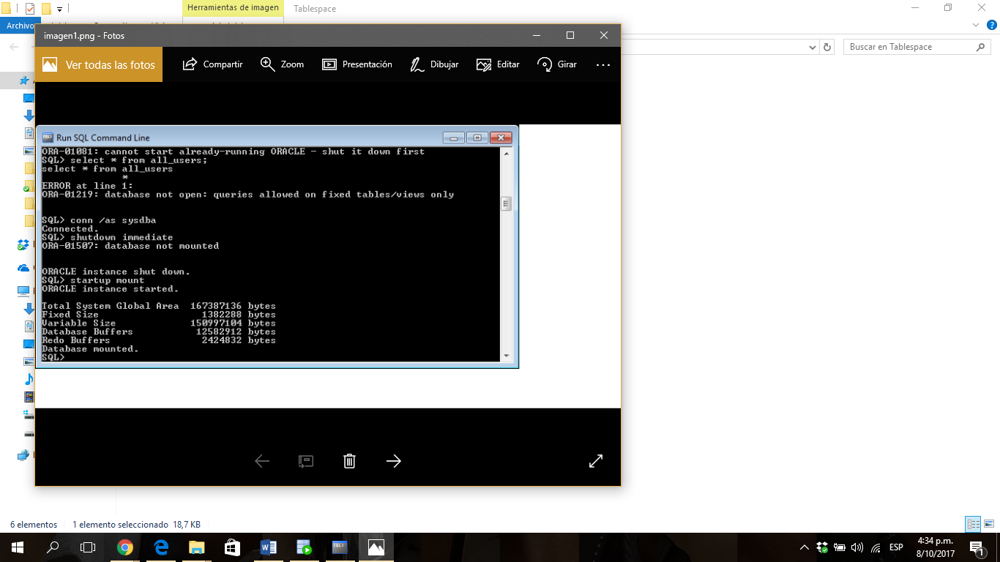 Herramientas de imagen
Tablespace
Archivo
imagen1.png - Fotos
Buscar en Tablespace
Ver todas las fotos
Compartir
Zoom
Presentación
Dibujar
Editar
Girar
Run SQL Command Line
ORA-01081: cannot start already-running ORACLE - shut it down first
SQL> select * from all_users;
select * from all_users
*
ERROR at line 1:
ORA-01219: database not open: queries allowed on fixed tables/views only
SQL> conn /as sysdba
Connected.
SQL> shutdown immediate
ORA-01507: database not mounted
ORACLE instance shut down.
SQL> startup mount
ORACLE instance started.
Total System Global Area 167387136 bytes
Fixed Size 1382288 bytes
Variable Size 150997104 bytes
Database Buffers 12582912 bytes
Redo Buffers 2424832 bytes
Database mounted.
SQL>
6 elementos
1 elemento seleccionado 18,7 KB
ESP
4:34 p.m.
8/10/2017
1